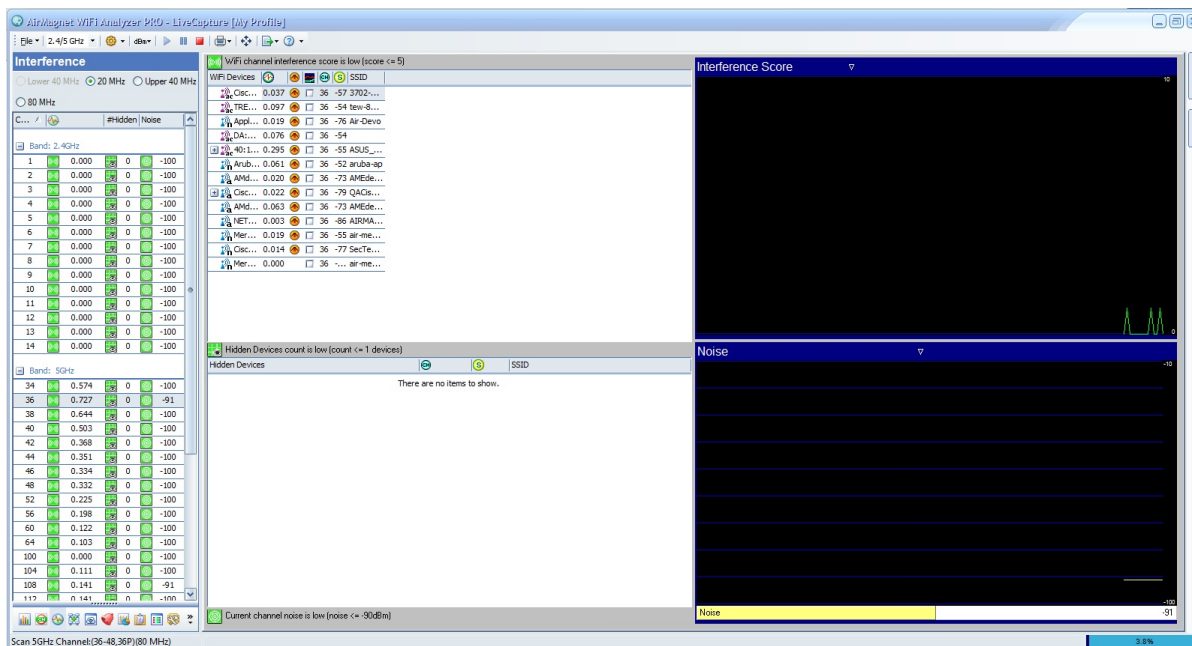 AirMagnet WiFi Analyzer PRO - LiveCapture [My Profile]
File 2.4/5 GHz dBm
Interference
Lower 40 MHz 20 MHz Upper 40 MHz
80 MHz
C... #Hidden Noise
Band: 2.4GHz
1 0.000 0 -100
2 0.000 0 -100
3 0.000 0 -100
4 0.000 0 -100
5 0.000 0 -100
6 0.000 0 -100
7 0.000 0 -100
8 0.000 0 -100
9 0.000 0 -100
10 0.000 0 -100
11 0.000 0 -100
12 0.000 0 -100
13 0.000 0 -100
14 0.000 0 -100
Band: 5GHz
34 0.574 0 -100
36 0.727 0 -91
38 0.644 0 -100
40 0.503 0 -100
42 0.368 0 -100
44 0.351 0 -100
46 0.334 0 -100
48 0.332 0 -100
52 0.225 0 -100
56 0.198 0 -100
60 0.122 0 -100
64 0.103 0 -100
100 0.000 0 -100
104 0.111 0 -100
108 0.141 0 -91
112 0.141 0 -100
WiFi channel interference score is low (score <= 5)
WiFi Devices CH S SSID
ac Cisc... 0.037 36 -57 3702-...
ac TRE... 0.097 36 -54 tew-8...
n Appl... 0.019 36 -76 Air-Devo
ac DA:... 0.076 36 -54
ac 40:1... 0.295 36 -55 ASUS_...
n Arub... 0.061 36 -52 aruba-ap
a AMd... 0.020 36 -73 AMEde...
a Cisc... 0.022 36 -79 QACis...
a AMd... 0.063 36 -73 AMEde...
a NET... 0.003 36 -86 AIRMA...
n Mer... 0.019 36 -55 air-me...
n Cisc... 0.014 36 -77 SecTe...
n Mer... 0.000 36 -... air-me...
Hidden Devices count is low (count <= 1 devices)
Hidden Devices CH S SSID
There are no items to show.
Current channel noise is low (noise <= -90dBm)
Interference Score
10
0
Noise
-10
-100
Noise -91
Scan 5GHz Channel:(36-48,36P)(80 MHz)
3.8%